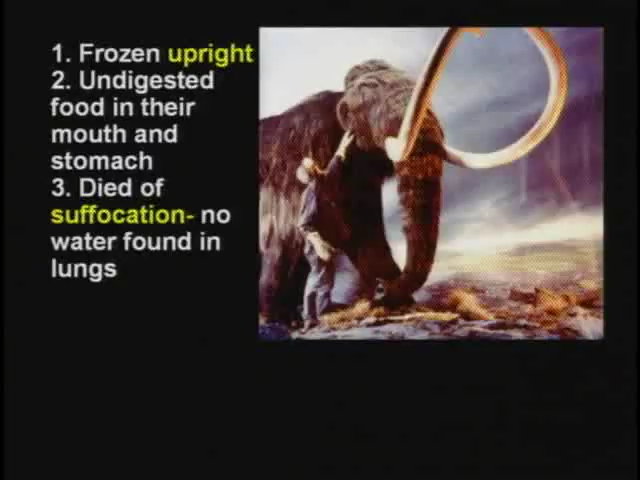 1. Frozen upright
2. Undigested
food in their
mouth and
stomach
3. Died of
suffocation- no
water found in
lungs